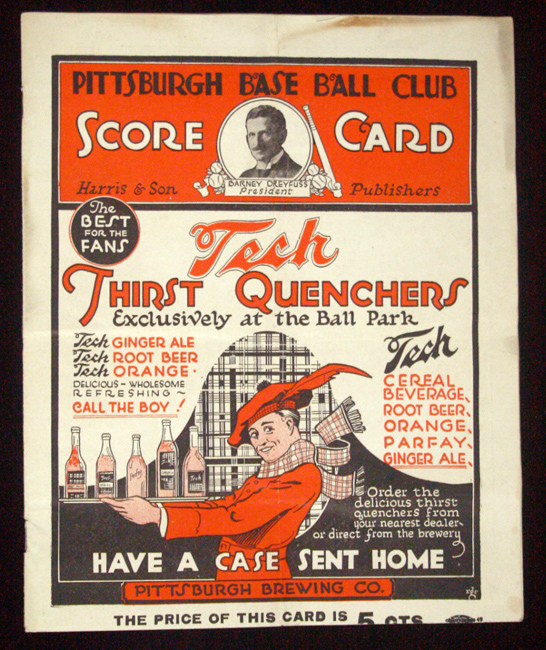 PITTSBURGH BASE BALL CLUB
SCORE CARD
BARNEY DREYFUSS
President
Harris & Son Publishers
The
BEST
FOR THE
FANS
Tech
THIRST QUENCHERS
Exclusively at the Ball Park
Tech GINGER ALE
Tech ROOT BEER
Tech ORANGE
DELICIOUS - WHOLESOME
REFRESHING -
CALL THE BOY !!
Tech
CEREAL
BEVERAGE,
ROOT BEER,
ORANGE,
PARFAY,
GINGER ALE,
Order the
delicious thirst
quenchers from
your nearest dealer
or direct from the brewery
HAVE A CASE SENT HOME
PITTSBURGH BREWING CO.
THE PRICE OF THIS CARD IS 5 CTS